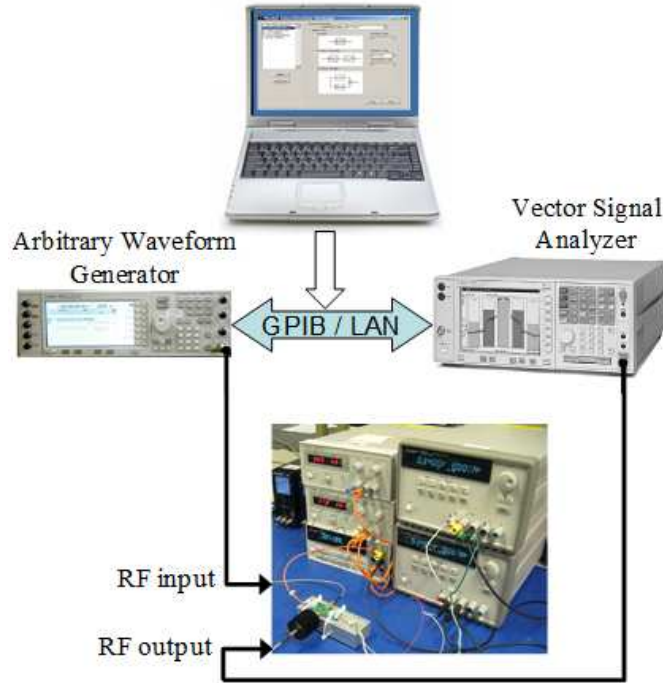 Arbitrary Waveform
Generator
Vector Signal
Analyzer
GPIB / LAN
RF input
RF output